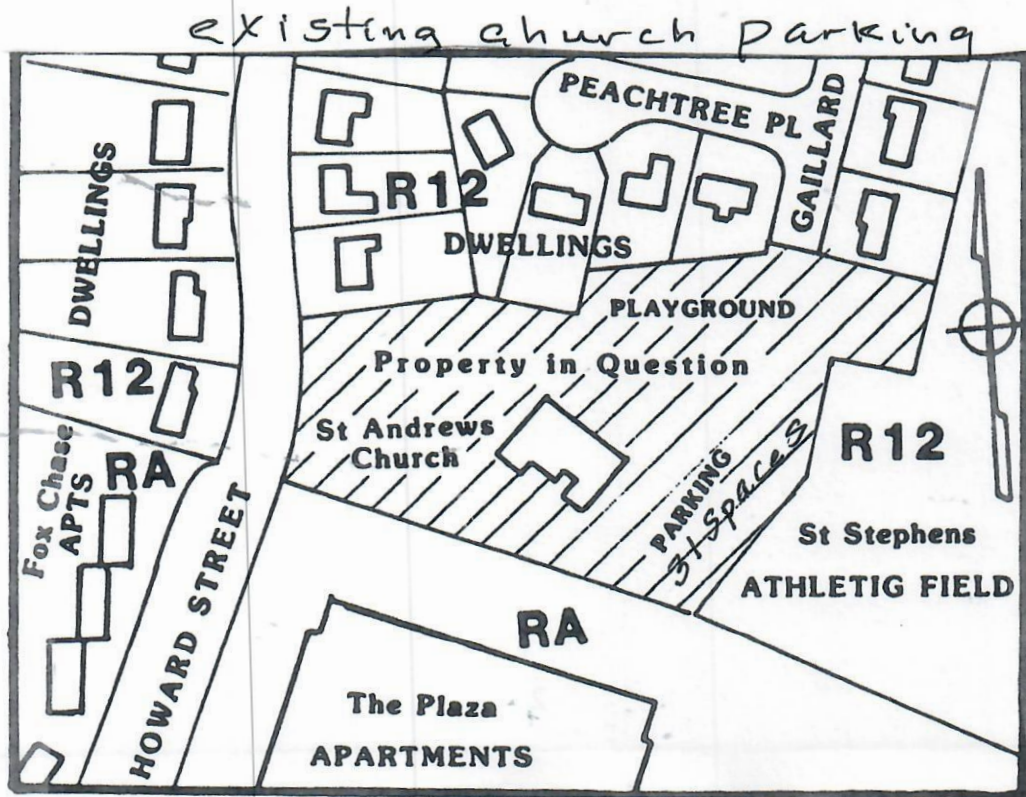 existing church parking
PEACHTREE PL
GAILLARD
DWELLINGS
R12
DWELLINGS
PLAYGROUND
Property in Question
R12
St Andrews
Church
R12
Fox Chase
APTS
RA
PARKING
31 Spaces
St Stephens
ATHLETIG FIELD
HOWARD STREET
RA
The Plaza
APARTMENTS